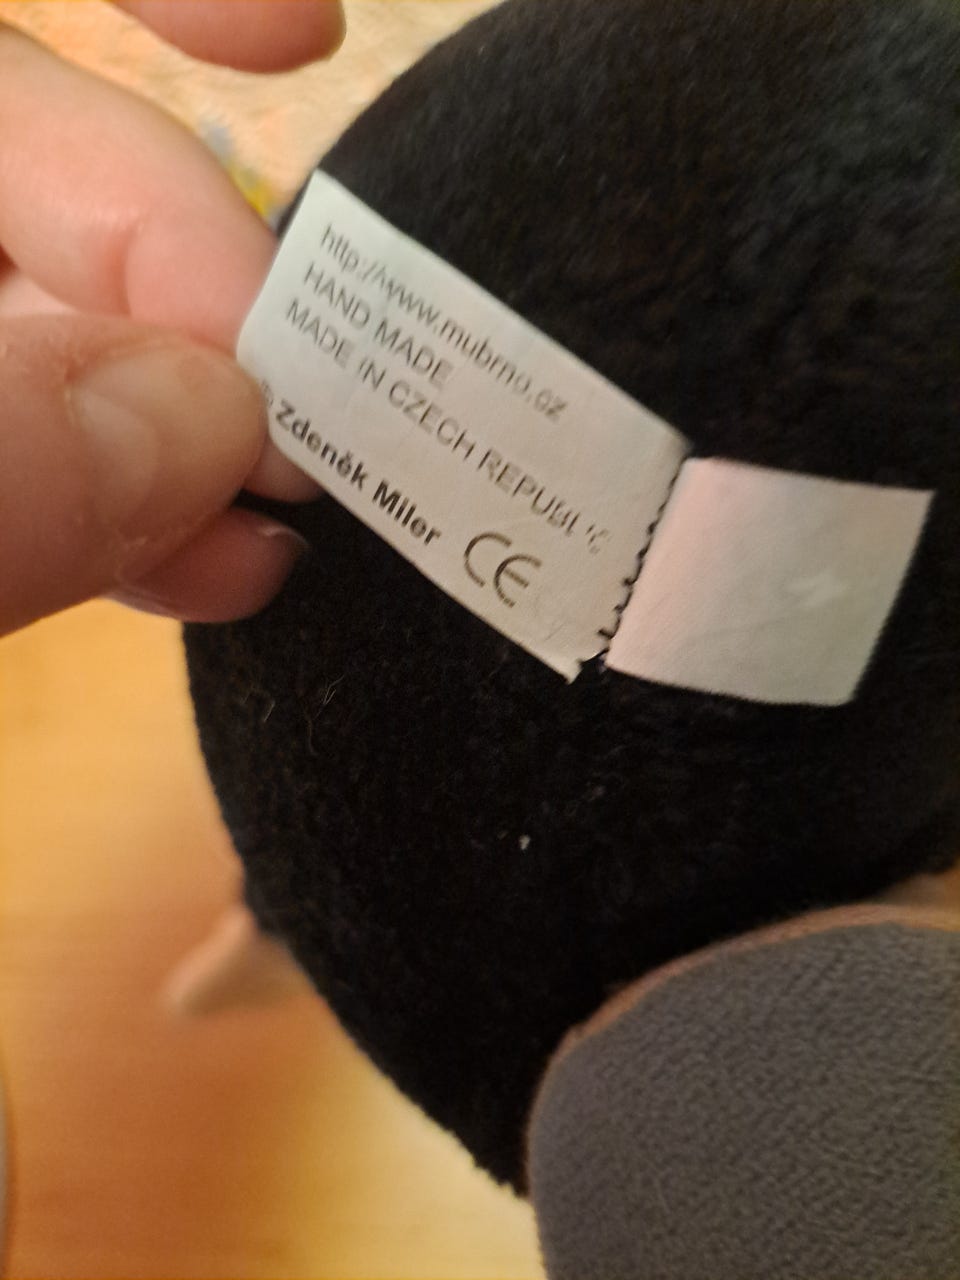 http://www.mubrno.cz
HAND MADE
MADE IN CZECH REPUBLIC
© Zdeněk Miler CE